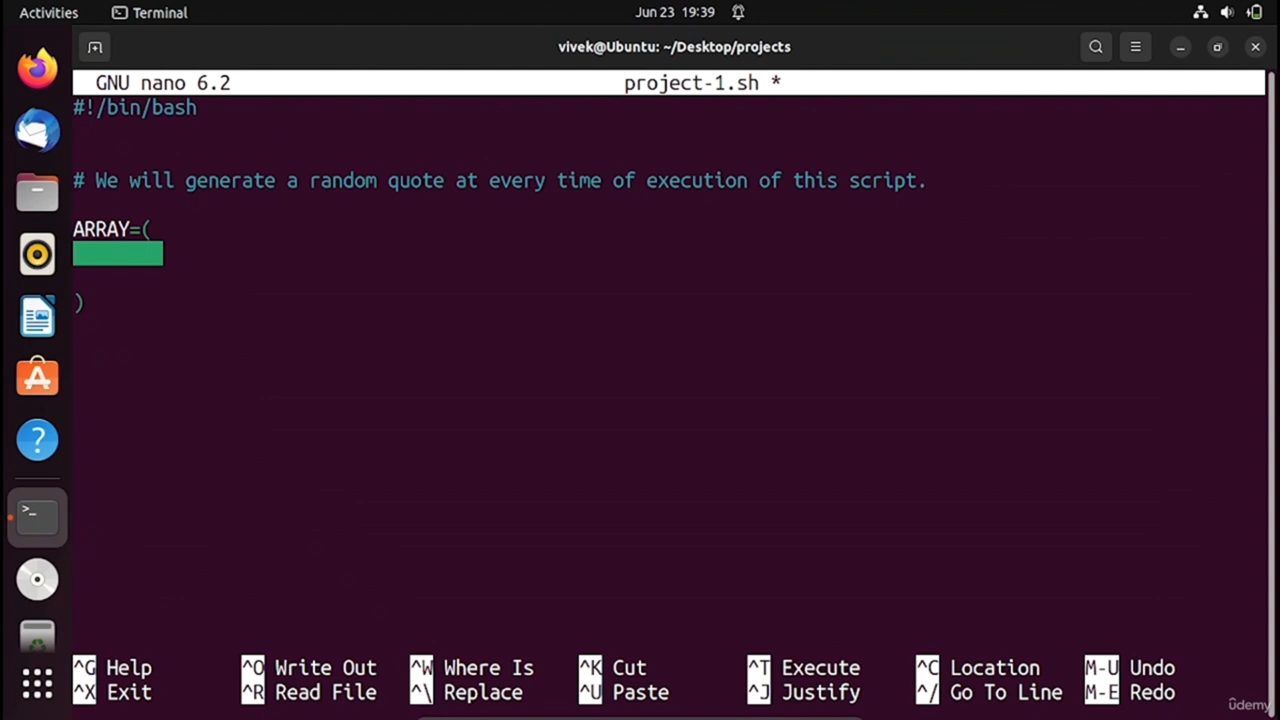 Activities Terminal Jun 23 19:39
vivek@Ubuntu: ~/Desktop/projects
GNU nano 6.2 project-1.sh *
#!/bin/bash
# We will generate a random quote at every time of execution of this script.
ARRAY=(
)
^G Help ^O Write Out ^W Where Is ^K Cut ^T Execute ^C Location M-U Undo
^X Exit ^R Read File ^\ Replace ^U Paste ^J Justify ^/ Go To Line M-E Redo
udemy